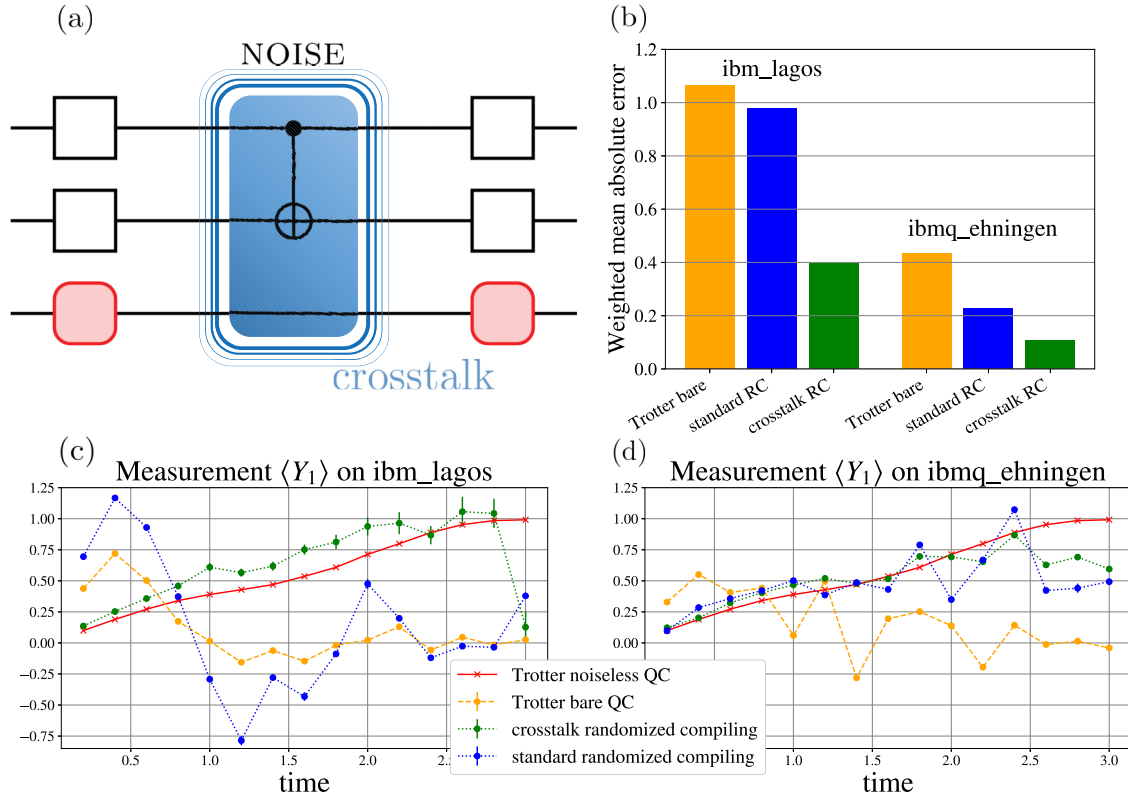 (a)
NOISE
crosstalk
(b)
Weighted mean absolute error
1.2
1.0
0.8
0.6
0.4
0.2
0.0
ibm_lagos
ibmq_ehningen
Trotter bare
standard RC
crosstalk RC
Trotter bare
standard RC
crosstalk RC
(c)
Measurement ⟨Y₁⟩ on ibm_lagos
1.25
1.00
0.75
0.50
0.25
0.00
−0.25
−0.50
−0.75
0.5
1.0
1.5
2.0
time
(d)
Measurement ⟨Y₁⟩ on ibmq_ehningen
1.25
1.00
0.75
0.50
0.25
0.00
1.0
1.5
2.0
2.5
3.0
time
Trotter noiseless QC
Trotter bare QC
crosstalk randomized compiling
standard randomized compiling